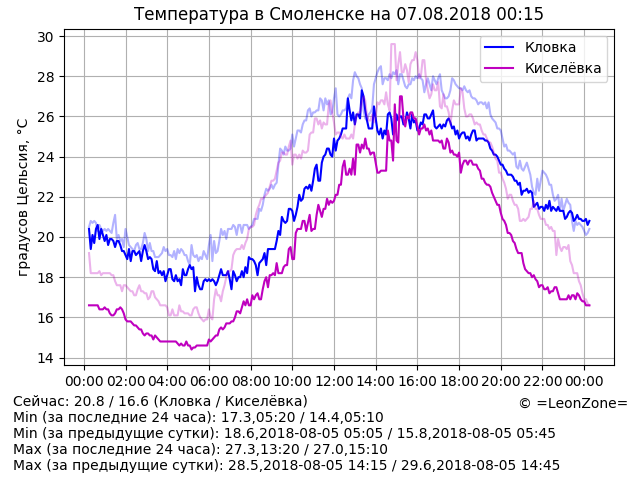 Температура в Смоленске на 07.08.2018 00:15
градусов Цельсия, °C
30
28
26
24
22
20
18
16
14
Кловка
Киселёвка
00:00 02:00 04:00 06:00 08:00 10:00 12:00 14:00 16:00 18:00 20:00 22:00 00:00
Сейчас: 20.8 / 16.6 (Кловка / Киселёвка)
© =LeonZone=
Min (за последние 24 часа): 17.3,05:20 / 14.4,05:10
Min (за предыдущие сутки): 18.6,2018-08-05 05:05 / 15.8,2018-08-05 05:45
Max (за последние 24 часа): 27.3,13:20 / 27.0,15:10
Max (за предыдущие сутки): 28.5,2018-08-05 14:15 / 29.6,2018-08-05 14:45